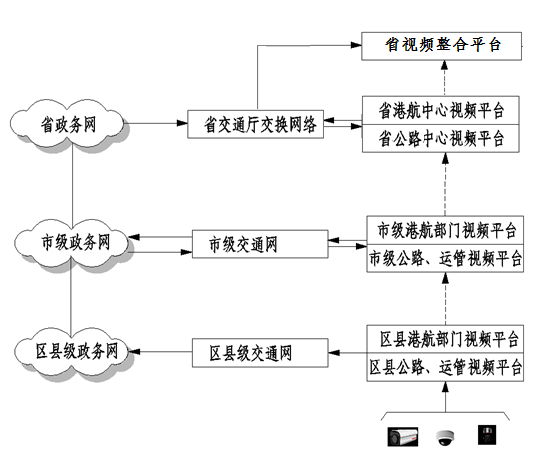 省视频整合平台
省政务网
省交通厅交换网络
省港航中心视频平台
省公路中心视频平台
市级政务网
市级交通网
市级港航部门视频平台
市级公路、运管视频平台
区县级政务网
区县级交通网
区县港航部门视频平台
区县公路、运管视频平台